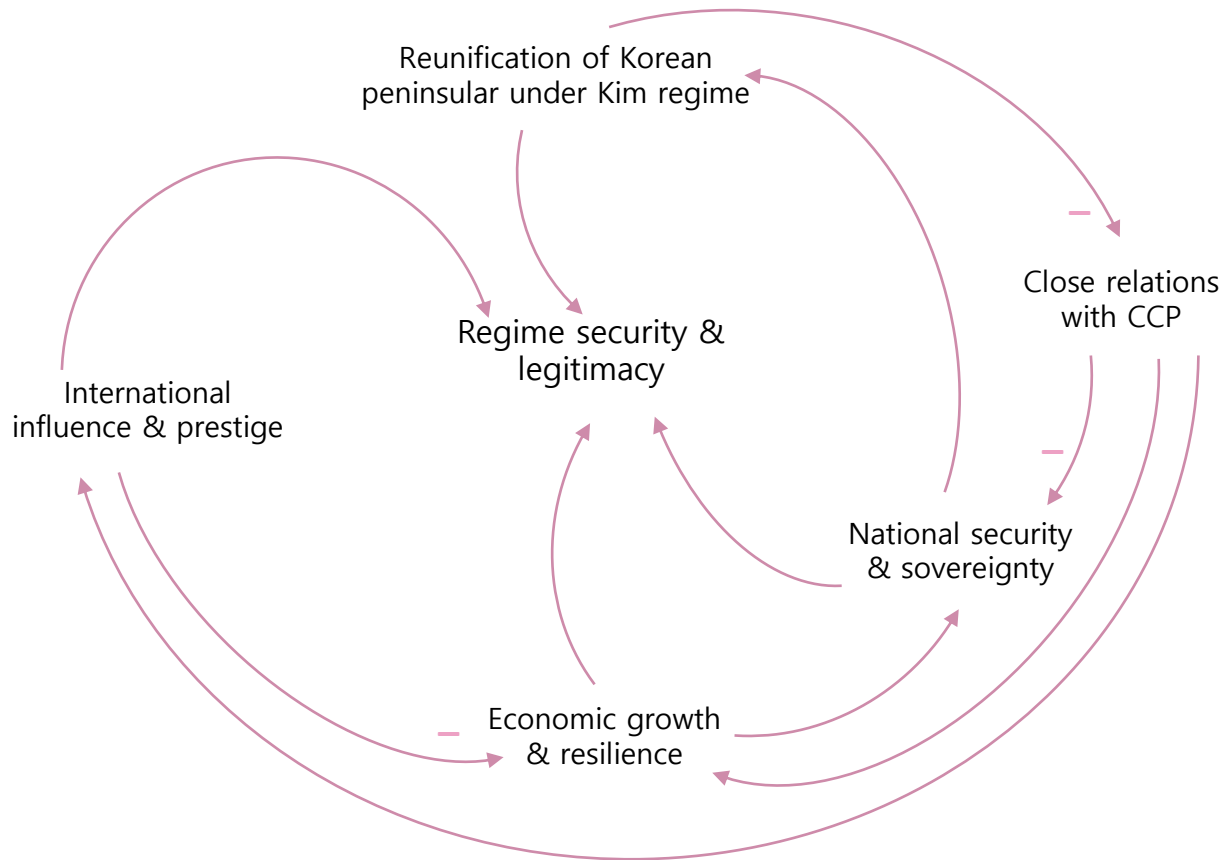 Reunification of Korean
peninsular under Kim regime
Close relations
with CCP
Regime security &
legitimacy
International
influence & prestige
National security
& sovereignty
Economic growth
& resilience